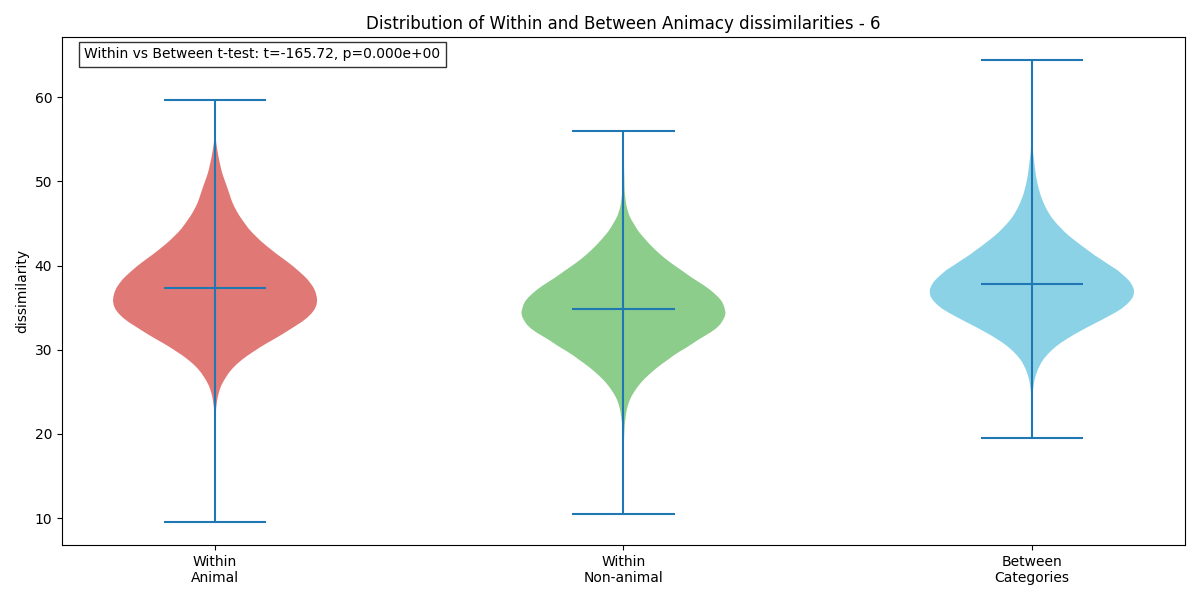 Distribution of Within and Between Animacy dissimilarities - 6
Within vs Between t-test: t=-165.72, p=0.000e+00
dissimilarity
60
50
40
30
20
10
Within
Animal
Within
Non-animal
Between
Categories